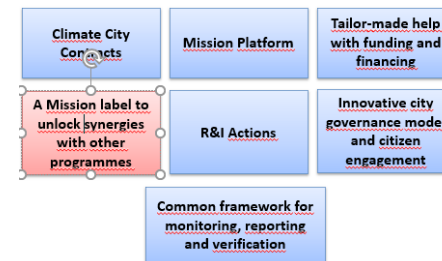 Climate City
Contracts
Mission Platform
Tailor-made help
with funding and
financing
A Mission label to
unlock synergies
with other
programmes
R&I Actions
Innovative city
governance mode
and citizen
engagement
Common framework for
monitoring, reporting
and verification